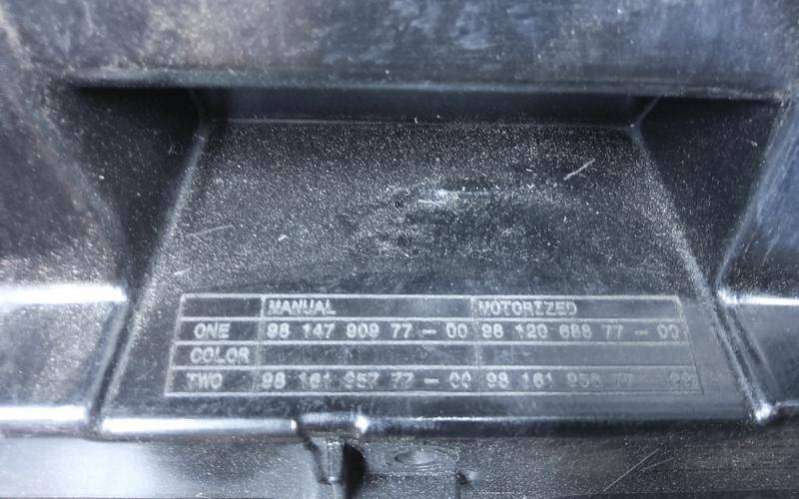 MANUAL MOTORIZED
ONE 98 147 909 77-00 98 120 688 77-00
COLOR
TWO 98 161 957 77-00 98 161